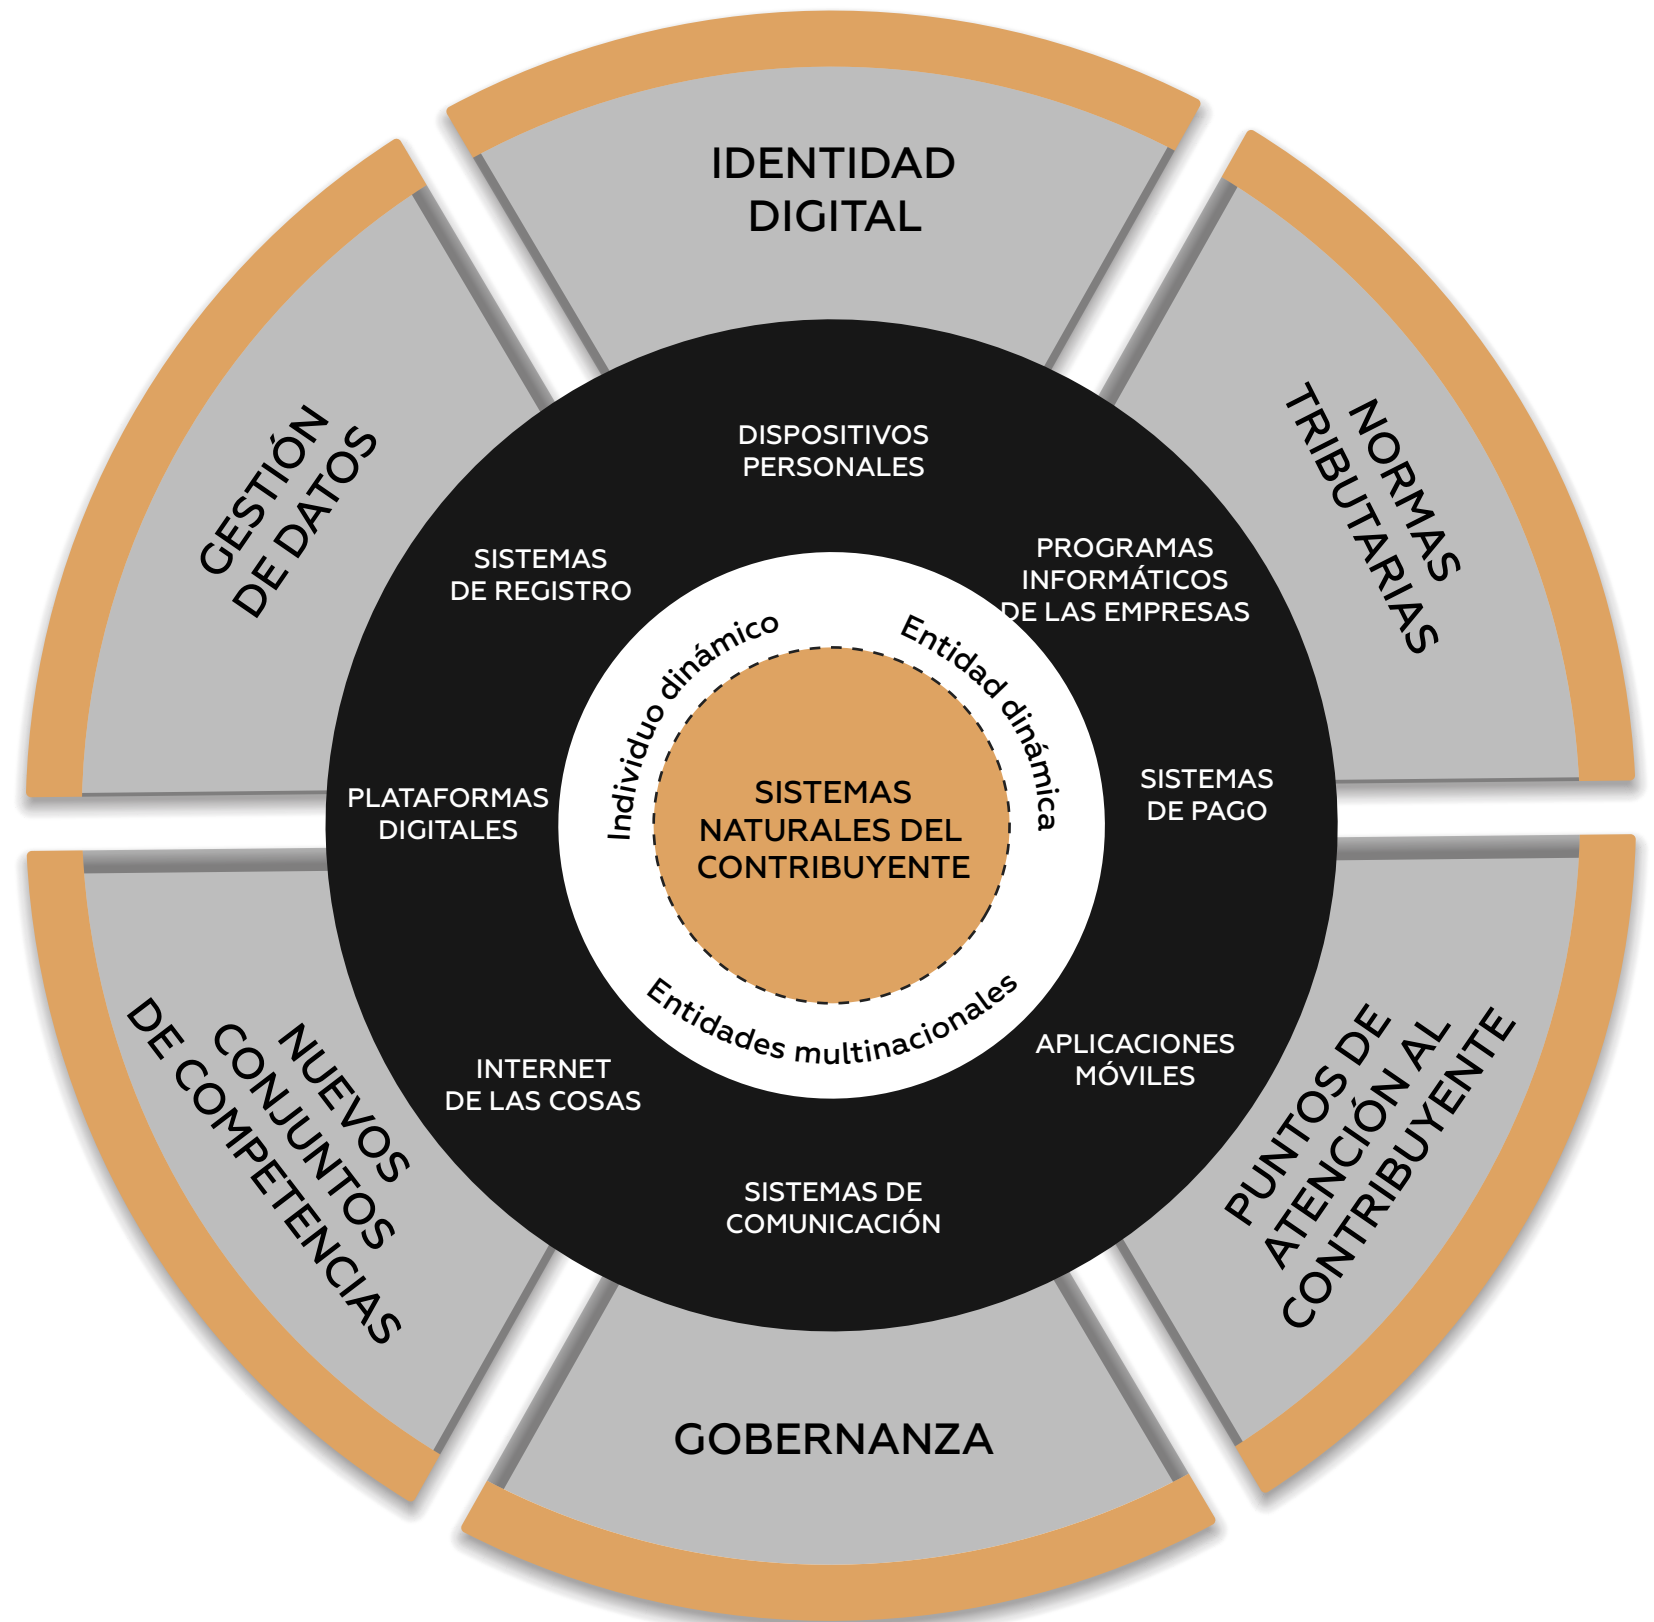 IDENTIDAD
DIGITAL
NORMAS
TRIBUTARIAS
PUNTOS DE
ATENCIÓN AL
CONTRIBUYENTE
GOBERNANZA
NUEVOS
CONJUNTOS
DE COMPETENCIAS
GESTIÓN
DE DATOS
DISPOSITIVOS
PERSONALES
PROGRAMAS
INFORMÁTICOS
DE LAS EMPRESAS
SISTEMAS
DE PAGO
APLICACIONES
MÓVILES
SISTEMAS DE
COMUNICACIÓN
INTERNET
DE LAS COSAS
PLATAFORMAS
DIGITALES
SISTEMAS
DE REGISTRO
Individuo dinámico
Entidad dinámica
Entidades multinacionales
SISTEMAS
NATURALES DEL
CONTRIBUYENTE